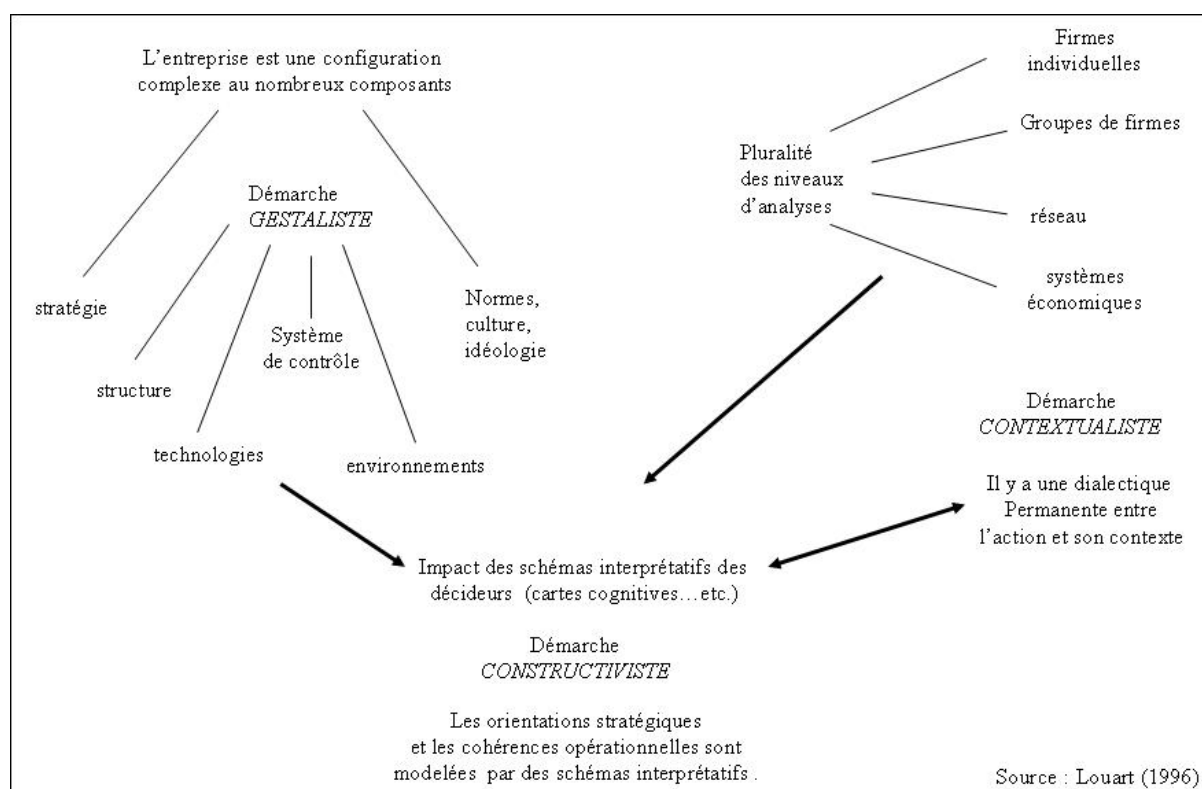 L'entreprise est une configuration
complexe au nombreux composants
Démarche
GESTALISTE
stratégie
structure
technologies
Système
de contrôle
environnements
Normes,
culture,
idéologie
Pluralité
des niveaux
d'analyses
Firmes
individuelles
Groupes de firmes
réseau
systèmes
économiques
Démarche
CONTEXTUALISTE
Il y a une dialectique
Permanente entre
l'action et son contexte
Impact des schémas interprétatifs des
décideurs (cartes cognitives...etc.)
Démarche
CONSTRUCTIVISTE
Les orientations stratégiques
et les cohérences opérationnelles sont
modelées par des schémas interprétatifs .
Source : Louart (1996)